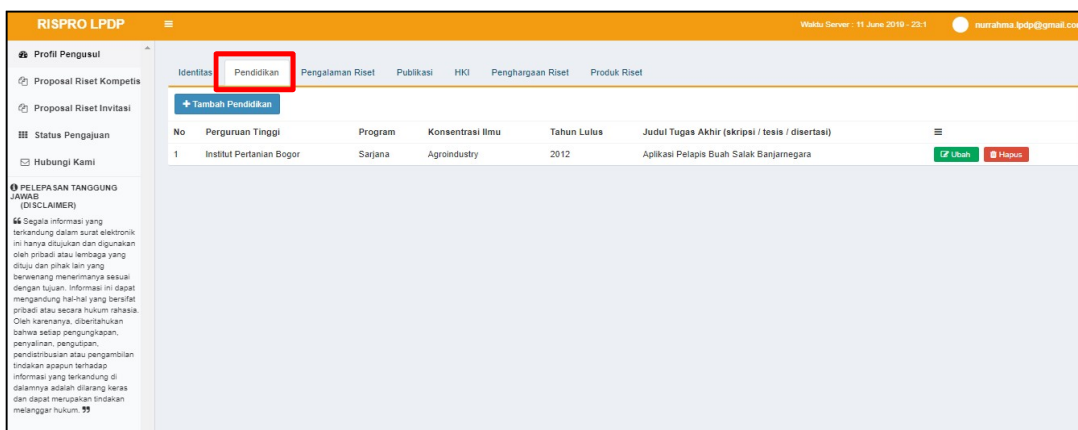 RISPRO LPDP
Waktu Server : 11 June 2019 - 23:1
nurrahma.lpdp@gmail.com
Profil Pengusul
Proposal Riset Kompetis
Proposal Riset Invitasi
Status Pengajuan
Hubungi Kami
PELEPASAN TANGGUNG
JAWAB
(DISCLAIMER)
Segala informasi yang
terkandung dalam surat elektronik
ini hanya ditujukan dan digunakan
oleh pribadi atau lembaga yang
dituju dan pihak lain yang
berwenang menerimanya sesuai
dengan tujuan. Informasi ini dapat
mengandung hal-hal yang bersifat
pribadi atau secara hukum rahasia.
Oleh karenanya, diberitahukan
bahwa setiap pengungkapan,
penyalinan, pengutipan,
pendistribusian atau pengambilan
tindakan apapun terhadap
informasi yang terkandung di
dalamnya adalah dilarang keras
dan dapat merupakan tindakan
melanggar hukum.
Identitas Pendidikan Pengalaman Riset Publikasi HKI Penghargaan Riset Produk Riset
+ Tambah Pendidikan
No Perguruan Tinggi Program Konsentrasi Ilmu Tahun Lulus Judul Tugas Akhir (skripsi / tesis / disertasi)
1 Institut Pertanian Bogor Sarjana Agroindustry 2012 Aplikasi Pelapis Buah Salak Banjarnegara Ubah Hapus